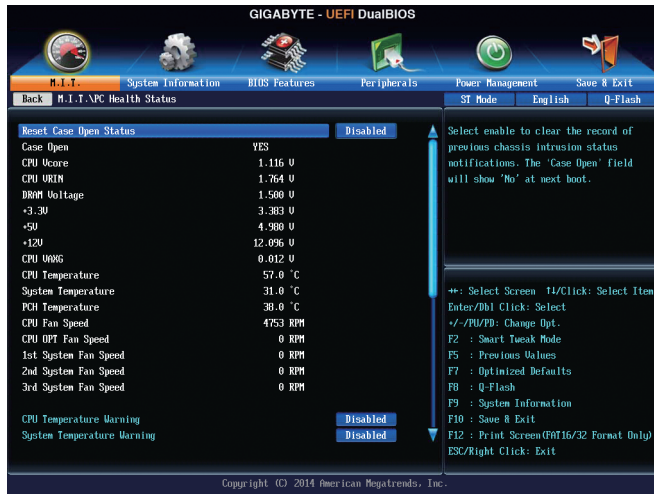 GIGABYTE - UEFI DualBIOS
M.I.T. System Information BIOS Features Peripherals Power Management Save & Exit
Back M.I.T.\PC Health Status ST Mode English Q-Flash
Reset Case Open Status Disabled
Case Open YES
CPU Vcore 1.116 V
CPU VRIN 1.764 V
DRAM Voltage 1.500 V
+3.3V 3.383 V
+5V 4.980 V
+12V 12.096 V
CPU VAXG 0.012 V
CPU Temperature 57.0 °C
System Temperature 31.0 °C
PCH Temperature 38.0 °C
CPU Fan Speed 4753 RPM
CPU OPT Fan Speed 0 RPM
1st System Fan Speed 0 RPM
2nd System Fan Speed 0 RPM
3rd System Fan Speed 0 RPM
CPU Temperature Warning Disabled
System Temperature Warning Disabled
Select enable to clear the record of
previous chassis intrusion status
notifications. The 'Case Open' field
will show 'No' at next boot.
↔: Select Screen ↑↓/Click: Select Item
Enter/Dbl Click: Select
+/-/PU/PD: Change Opt.
F2 : Smart Tweak Mode
F5 : Previous Values
F7 : Optimized Defaults
F8 : Q-Flash
F9 : System Information
F10 : Save & Exit
F12 : Print Screen(FAT16/32 Format Only)
ESC/Right Click: Exit
Copyright (C) 2014 American Megatrends, Inc.